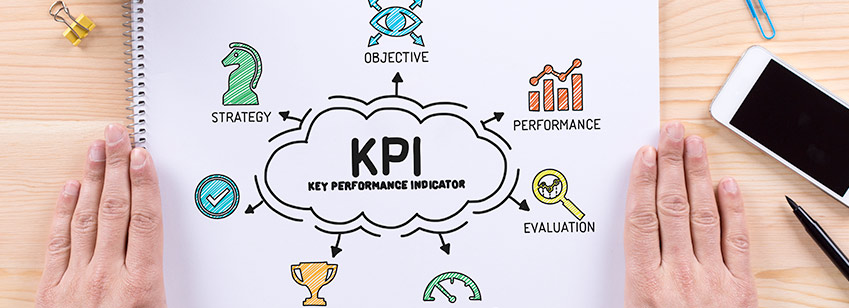 OBJECTIVE
STRATEGY
PERFORMANCE
KPI
KEY PERFORMANCE INDICATOR
EVALUATION